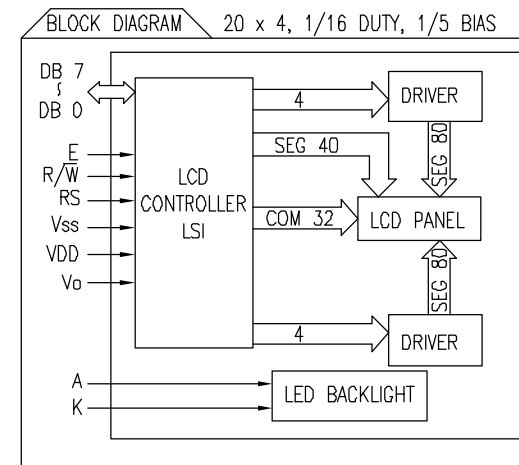 BLOCK DIAGRAM 20 x 4, 1/16 DUTY, 1/5 BIAS
DB 7
∫
DB 0
E
R/W̅
RS
Vss
VDD
Vo
A
K
LCD
CONTROLLER
LSI
4
SEG 40
COM 32
4
DRIVER
SEG 80
LCD PANEL
SEG 80
DRIVER
LED BACKLIGHT